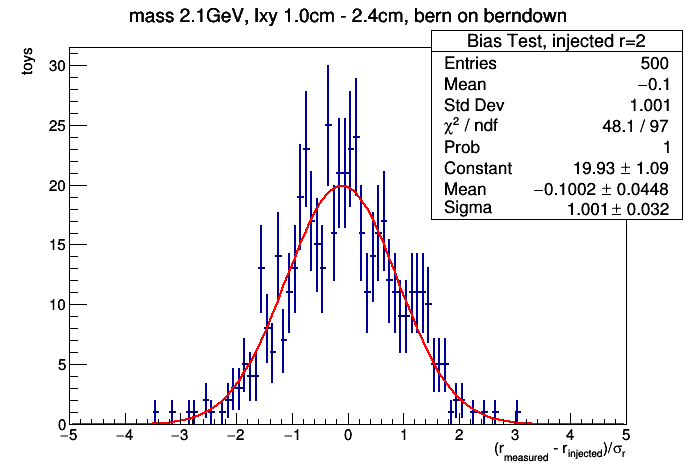 mass 2.1GeV, lxy 1.0cm - 2.4cm, bern on berndown
toys
Bias Test, injected r=2
Entries 500
Mean −0.1
Std Dev 1.001
χ² / ndf 48.1 / 97
Prob 1
Constant 19.93 ± 1.09
Mean −0.1002 ± 0.0448
Sigma 1.001 ± 0.032
30
25
20
15
10
5
0
−5 −4 −3 −2 −1 0 1 2 3 4 5
(r_measured - r_injected)/σ_r